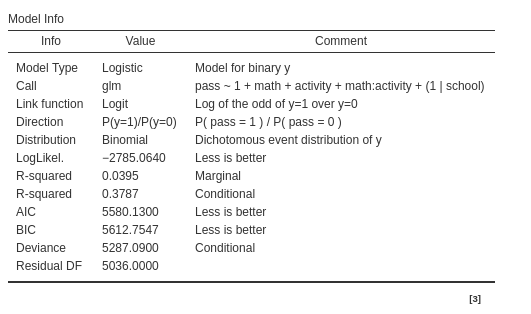 Model Info
Info Value Comment
Model Type Logistic Model for binary y
Call glm pass ~ 1 + math + activity + math:activity + (1 | school)
Link function Logit Log of the odd of y=1 over y=0
Direction P(y=1)/P(y=0) P( pass = 1 ) / P( pass = 0 )
Distribution Binomial Dichotomous event distribution of y
LogLikel. −2785.0640 Less is better
R-squared 0.0395 Marginal
R-squared 0.3787 Conditional
AIC 5580.1300 Less is better
BIC 5612.7547 Less is better
Deviance 5287.0900 Conditional
Residual DF 5036.0000
[3]